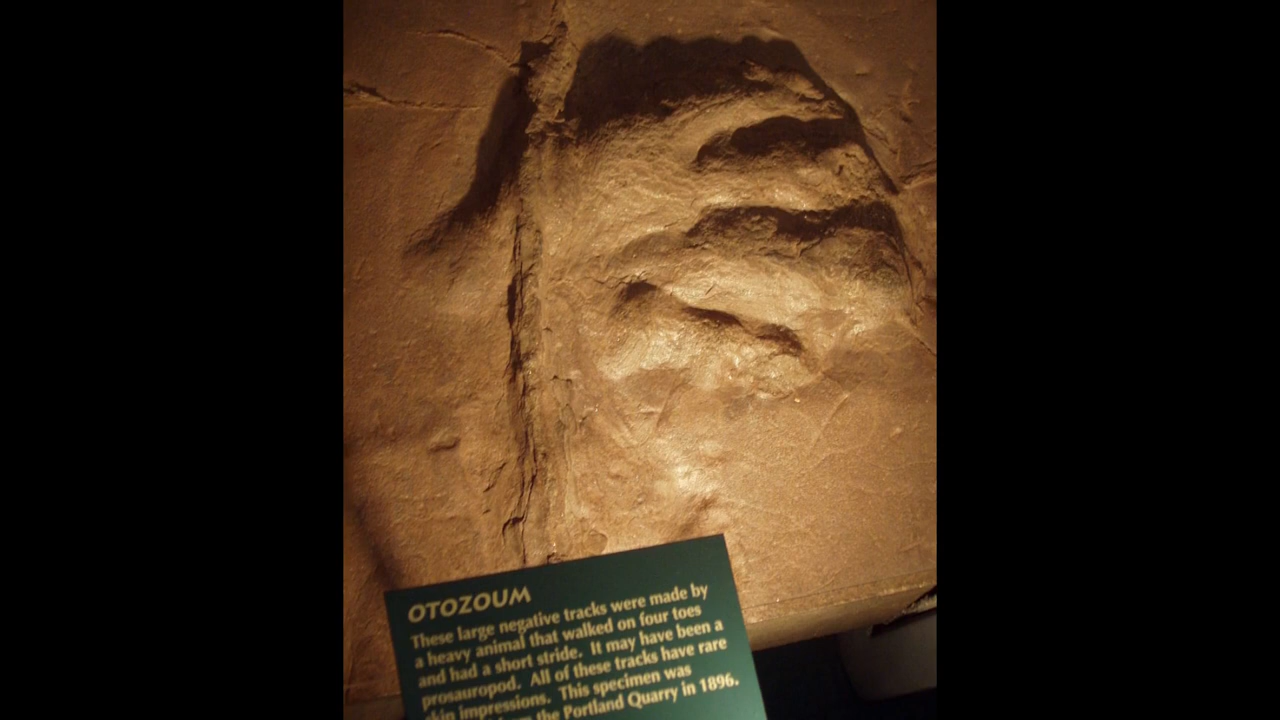 OTOZOUM
These large negative tracks were made by
a heavy animal that walked on four toes
and had a short stride. It may have been a
prosauropod. All of these tracks have rare
skin impressions. This specimen was
the Portland Quarry in 1896.